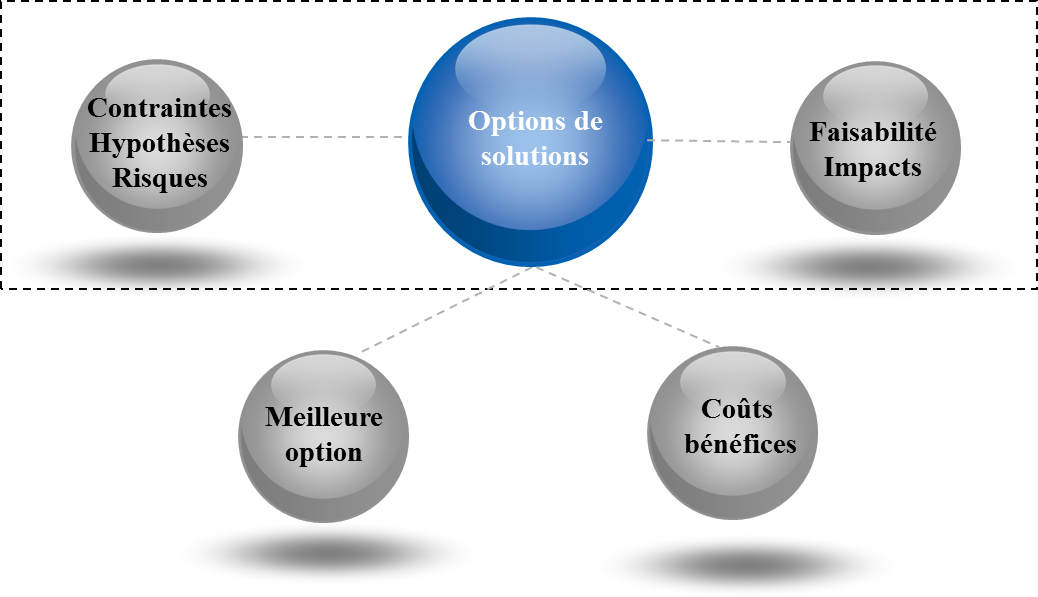 Contraintes
Hypothèses
Risques
Options de
solutions
Faisabilité
Impacts
Meilleure
option
Coûts
bénéfices